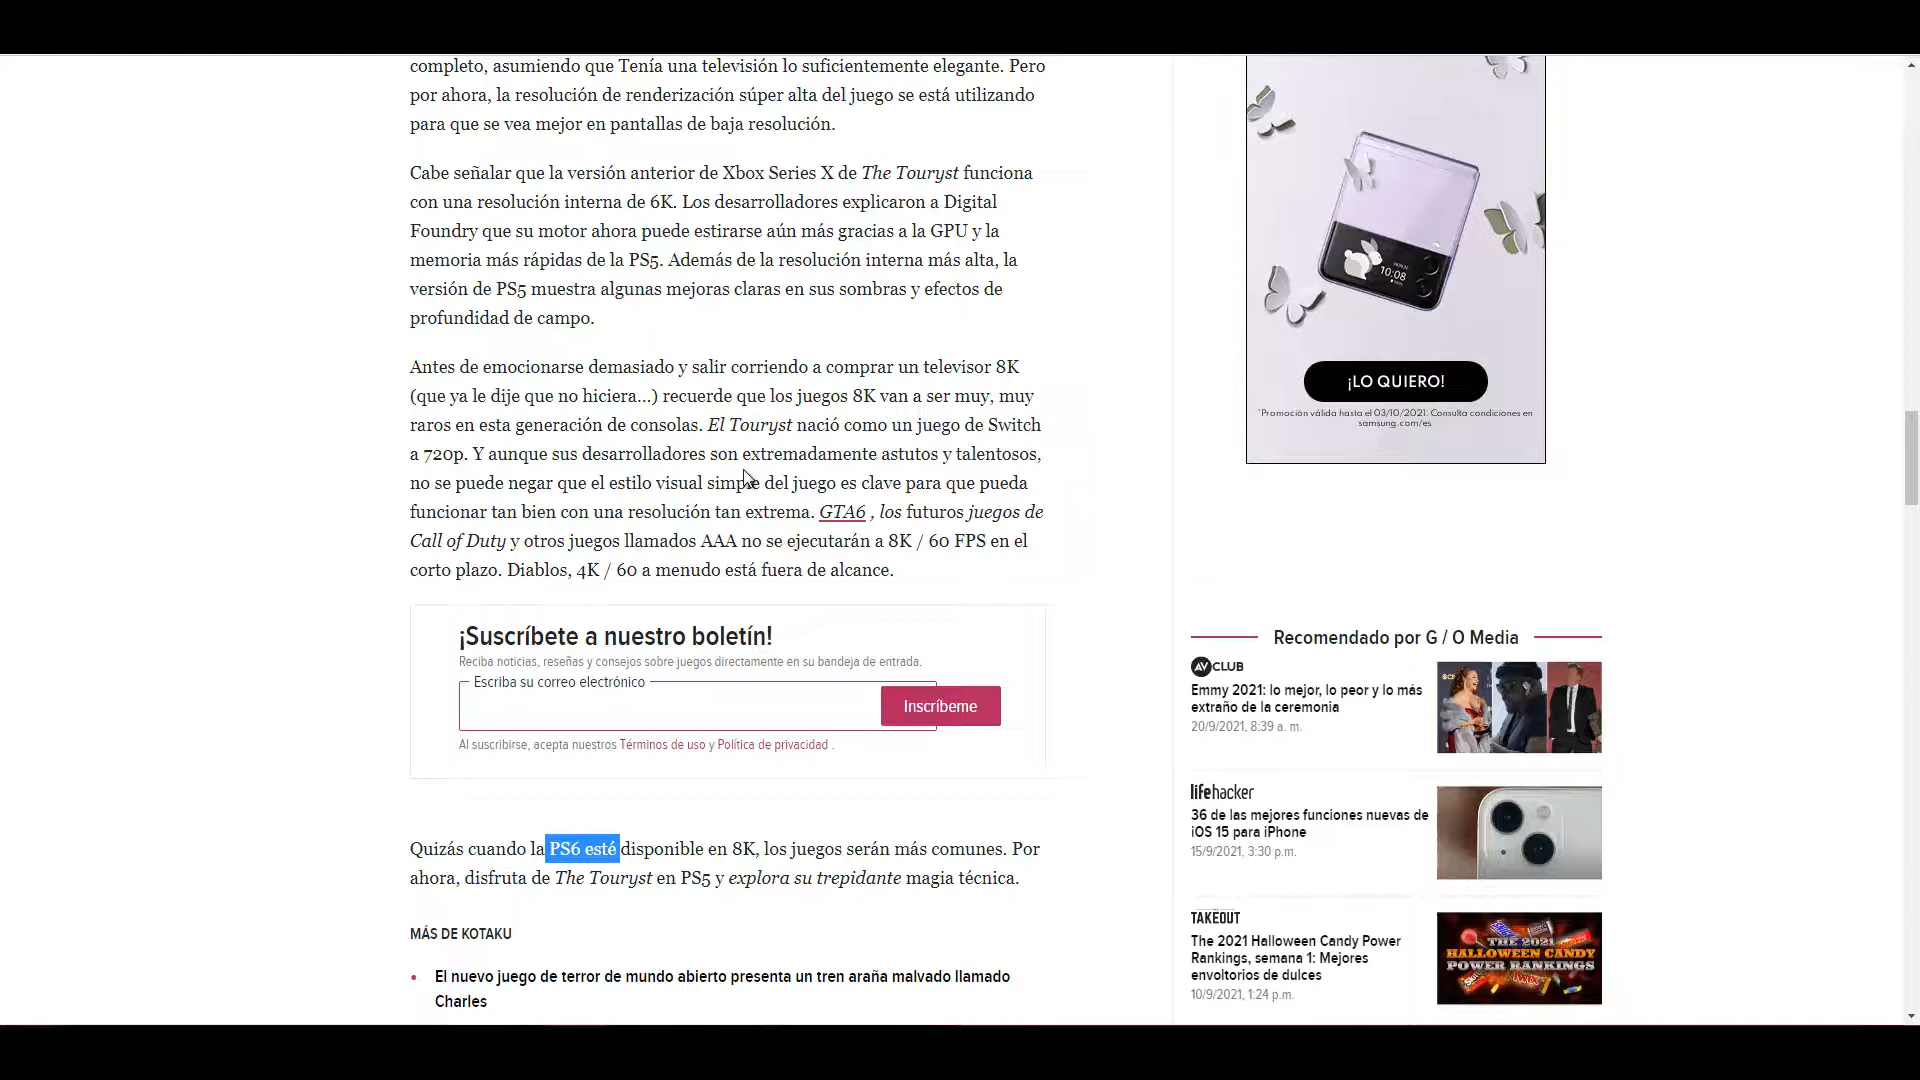 completo, asumiendo que Tenía una televisión lo suficientemente elegante. Pero
por ahora, la resolución de renderización súper alta del juego se está utilizando
para que se vea mejor en pantallas de baja resolución.
Cabe señalar que la versión anterior de Xbox Series X de The Touryst funciona
con una resolución interna de 6K. Los desarrolladores explicaron a Digital
Foundry que su motor ahora puede estirarse aún más gracias a la GPU y la
memoria más rápidas de la PS5. Además de la resolución interna más alta, la
versión de PS5 muestra algunas mejoras claras en sus sombras y efectos de
profundidad de campo.
Antes de emocionarse demasiado y salir corriendo a comprar un televisor 8K
(que ya le dije que no hiciera...) recuerde que los juegos 8K van a ser muy, muy
raros en esta generación de consolas. El Touryst nació como un juego de Switch
a 720p. Y aunque sus desarrolladores son extremadamente astutos y talentosos,
no se puede negar que el estilo visual simple del juego es clave para que pueda
funcionar tan bien con una resolución tan extrema. GTA6 , los futuros juegos de
Call of Duty y otros juegos llamados AAA no se ejecutarán a 8K / 60 FPS en el
corto plazo. Diablos, 4K / 60 a menudo está fuera de alcance.
¡Suscríbete a nuestro boletín!
Reciba noticias, reseñas y consejos sobre juegos directamente en su bandeja de entrada.
Escriba su correo electrónico
Inscríbeme
Al suscribirse, acepta nuestros Términos de uso y Política de privacidad .
Quizás cuando la PS6 esté disponible en 8K, los juegos serán más comunes. Por
ahora, disfruta de The Touryst en PS5 y explora su trepidante magia técnica.
MÁS DE KOTAKU
• El nuevo juego de terror de mundo abierto presenta un tren araña malvado llamado
Charles
10:08
¡LO QUIERO!
*Promoción válida hasta el 03/10/2021. Consulta condiciones en
samsung.com/es
Recomendado por G / O Media
AV CLUB
Emmy 2021: lo mejor, lo peor y lo más
extraño de la ceremonia
20/9/2021, 8:39 a. m.
lifehacker
36 de las mejores funciones nuevas de
iOS 15 para iPhone
15/9/2021, 3:30 p.m.
TAKEOUT
The 2021 Halloween Candy Power
Rankings, semana 1: Mejores
envoltorios de dulces
10/9/2021, 1:24 p.m.
THE 2021
HALLOWEEN CANDY
POWER RANKINGS